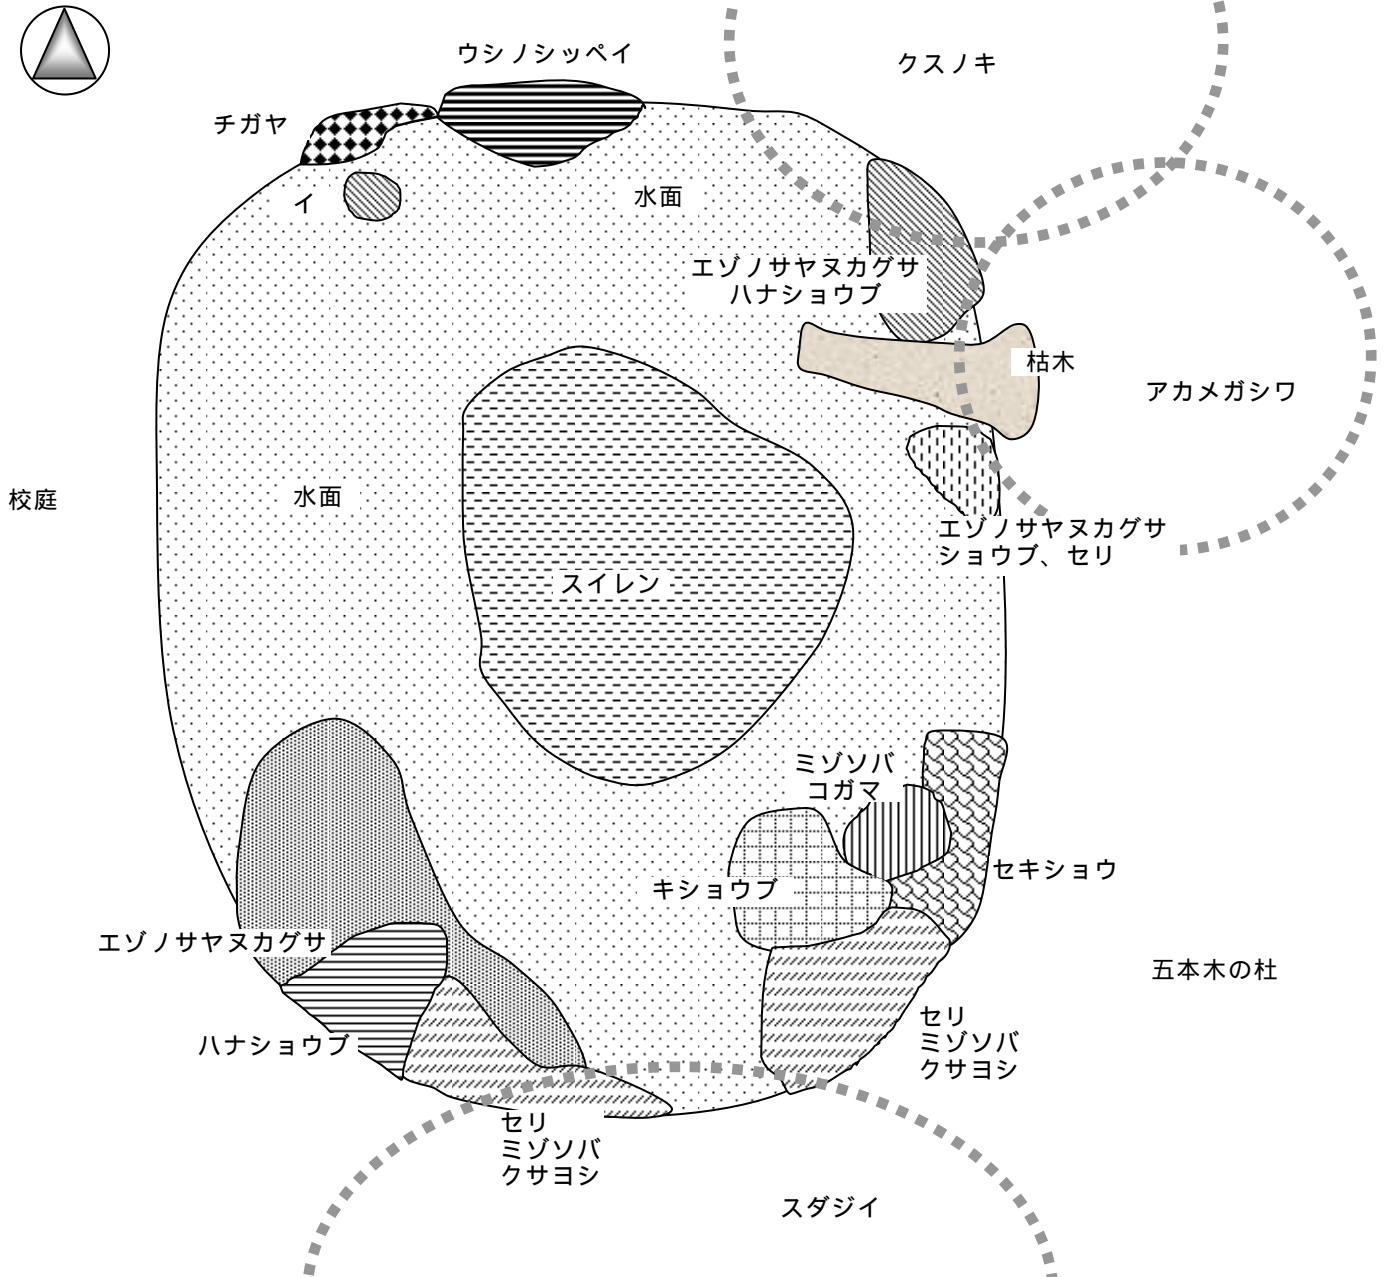 ウシノシッペイ
クスノキ
チガヤ
イ
水面
エゾノサヤヌカグサ
ハナショウブ
枯木
アカメガシワ
校庭
水面
エゾノサヤヌカグサ
ショウブ、セリ
スイレン
ミゾソバ
コガマ
セキショウ
キショウブ
エゾノサヤヌカグサ
五本木の杜
ハナショウブ
セリ
ミゾソバ
クサヨシ
セリ
ミゾソバ
クサヨシ
スダジイ